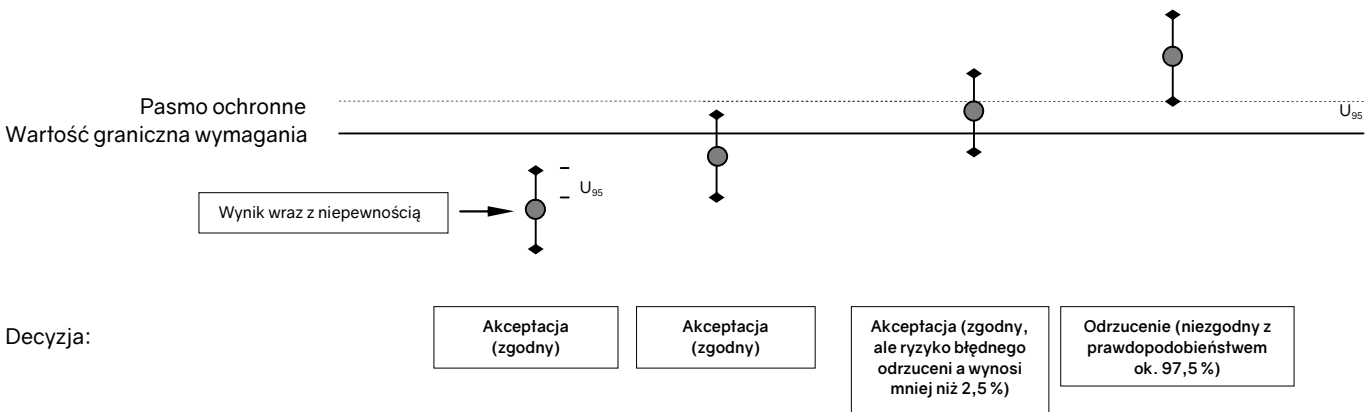 Pasmo ochronne
Wartość graniczna wymagania
U95
U95
Wynik wraz z niepewnością
Decyzja:
Akceptacja
(zgodny)
Akceptacja
(zgodny)
Akceptacja (zgodny,
ale ryzyko błędnego
odrzuceni a wynosi
mniej niż 2,5 %)
Odrzucenie (niezgodny z
prawdopodobieństwem
ok. 97,5 %)